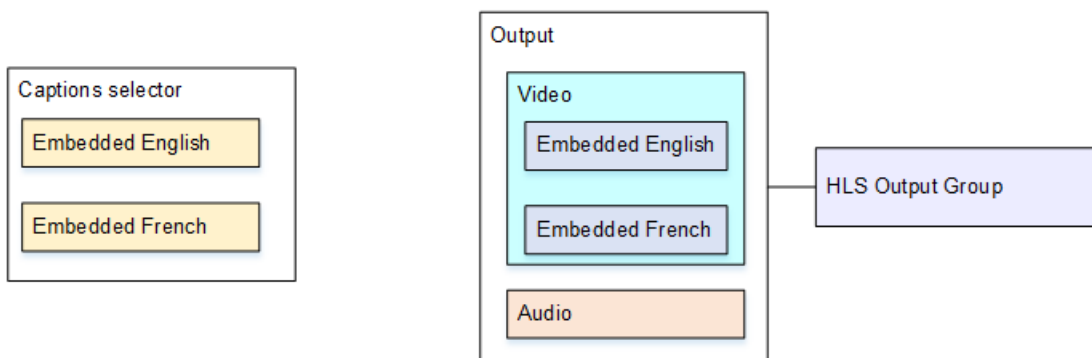 Captions selector
Embedded English
Embedded French
Output
Video
Embedded English
Embedded French
Audio
HLS Output Group